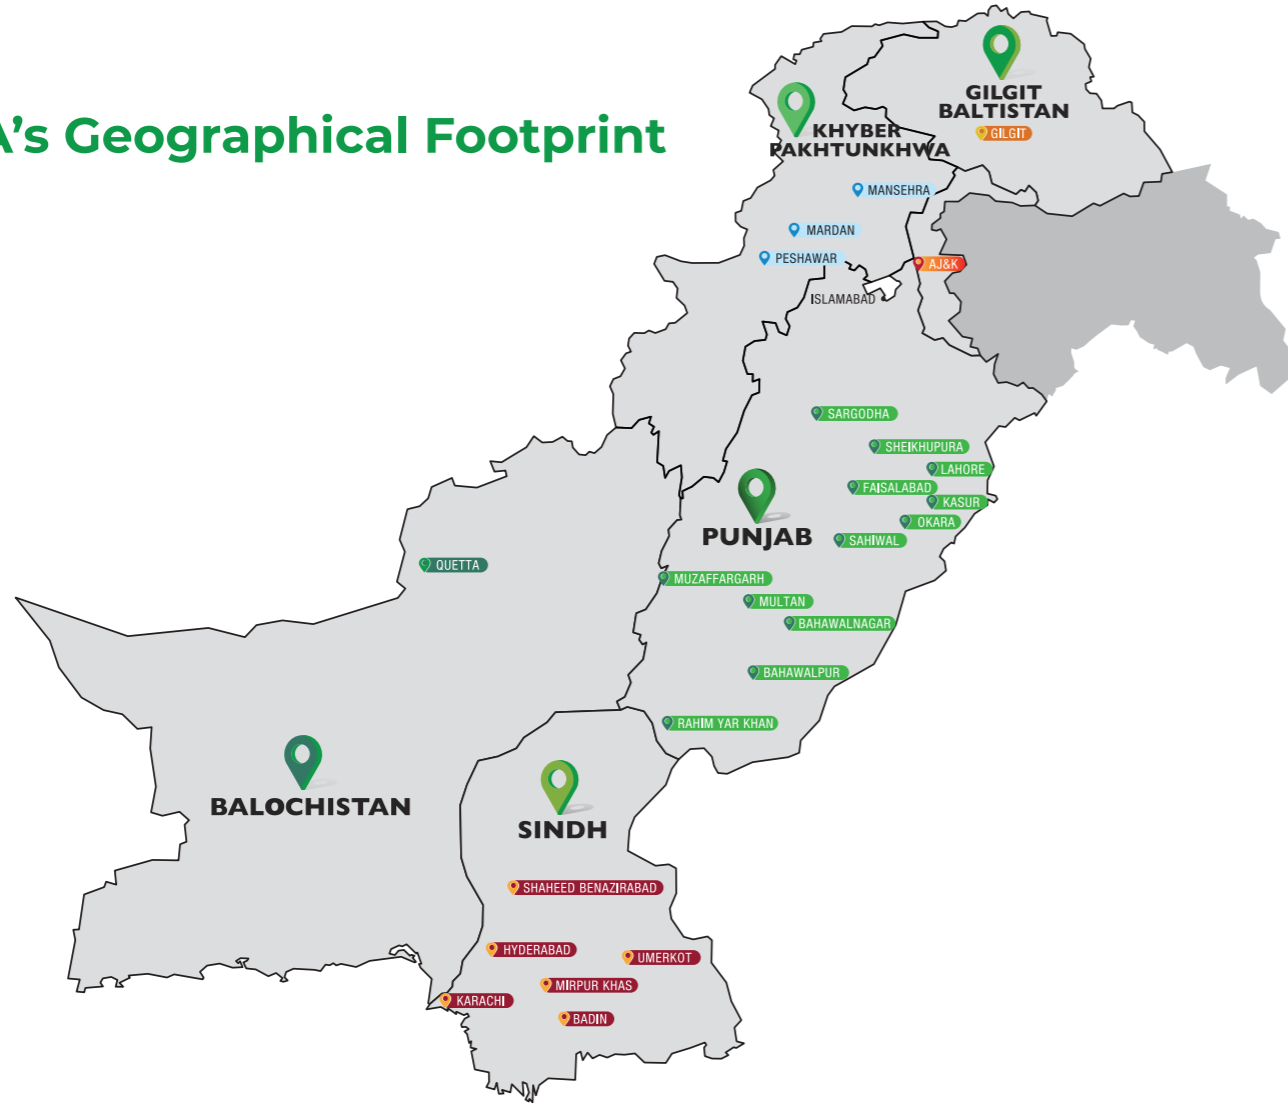 A's Geographical Footprint
GILGIT
BALTISTAN
GILGIT
KHYBER
PAKHTUNKHWA
MANSEHRA
MARDAN
PESHAWAR
AJ&K
ISLAMABAD
SARGODHA
SHEIKHUPURA
LAHORE
FAISALABAD
KASUR
OKARA
PUNJAB
SAHIWAL
QUETTA
MUZAFFARGARH
MULTAN
BAHAWALNAGAR
BAHAWALPUR
RAHIM YAR KHAN
BALOCHISTAN
SINDH
SHAHEED BENAZIRABAD
HYDERABAD
UMERKOT
MIRPUR KHAS
KARACHI
BADIN